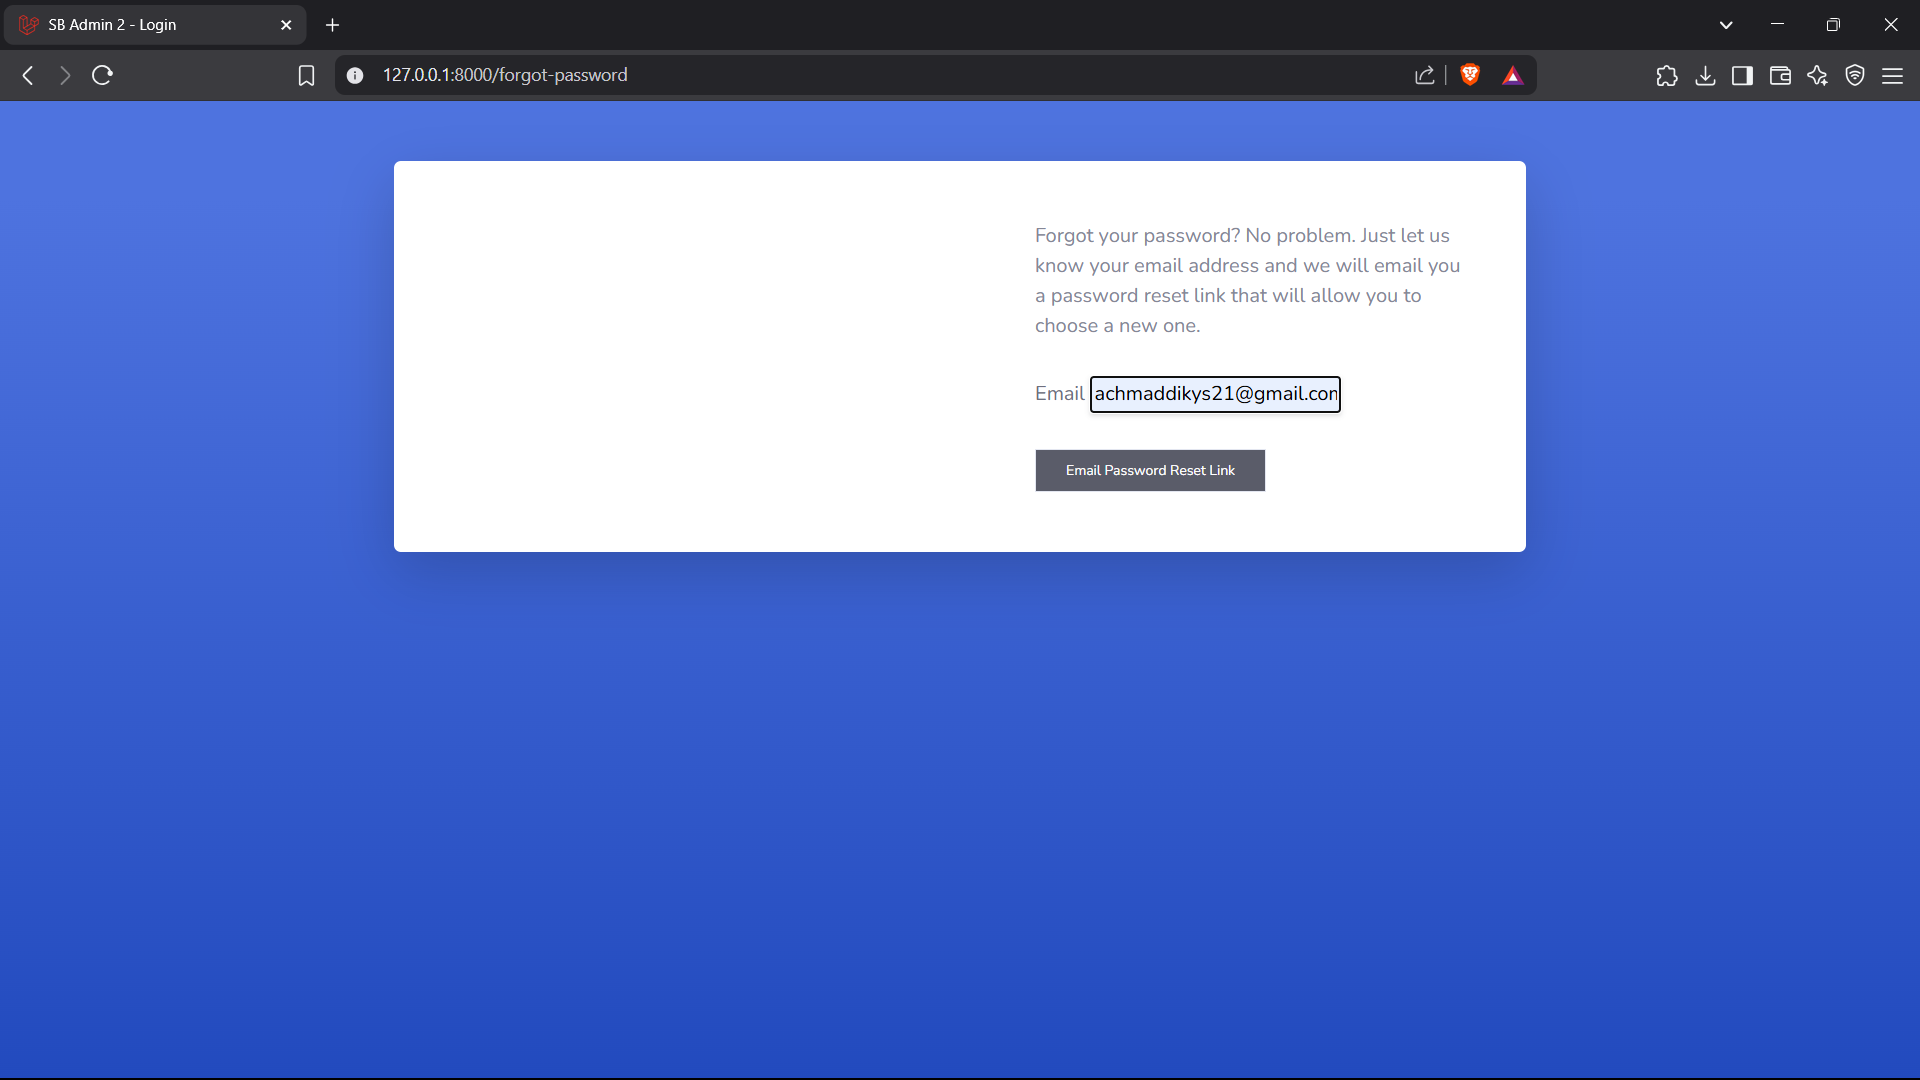 SB Admin 2 - Login
127.0.0.1:8000/forgot-password
Forgot your password? No problem. Just let us
know your email address and we will email you
a password reset link that will allow you to
choose a new one.
Email achmaddikys21@gmail.com
Email Password Reset Link